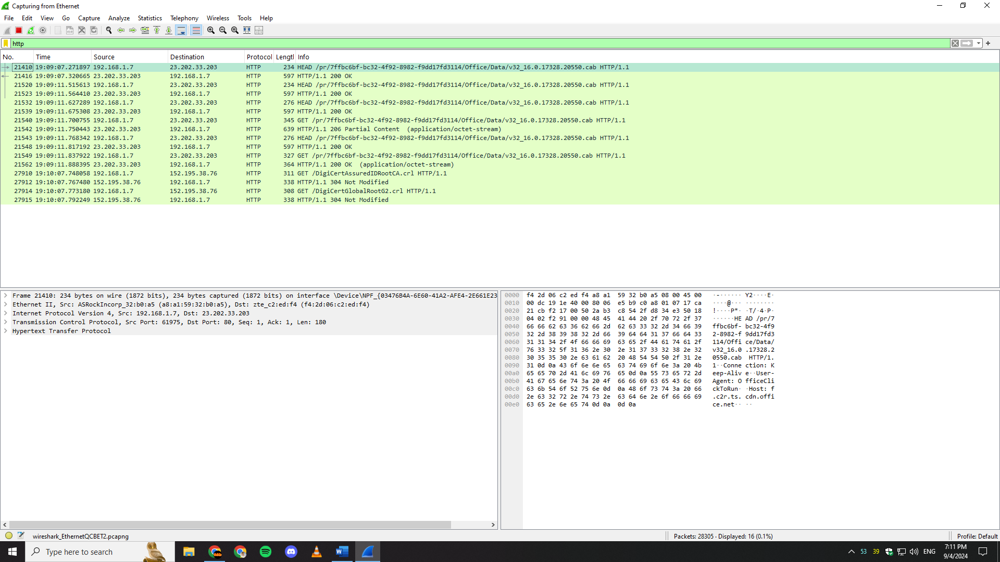 Capturing from Ethernet
File Edit View Go Capture Analyze Statistics Telephony Wireless Tools Help
http
No. Time Source Destination Protocol Lengtl Info
21410 19:09:07.271897 192.168.1.7 23.202.33.203 HTTP 234 HEAD /pr/7ffbc6bf-bc32-4f92-8982-f9dd17fd3114/Office/Data/v32_16.0.17328.20550.cab HTTP/1.1
21416 19:09:07.320665 23.202.33.203 192.168.1.7 HTTP 597 HTTP/1.1 200 OK
21520 19:09:11.515613 192.168.1.7 23.202.33.203 HTTP 234 HEAD /pr/7ffbc6bf-bc32-4f92-8982-f9dd17fd3114/Office/Data/v32_16.0.17328.20550.cab HTTP/1.1
21523 19:09:11.564410 23.202.33.203 192.168.1.7 HTTP 597 HTTP/1.1 200 OK
21532 19:09:11.627289 192.168.1.7 23.202.33.203 HTTP 276 HEAD /pr/7ffbc6bf-bc32-4f92-8982-f9dd17fd3114/Office/Data/v32_16.0.17328.20550.cab HTTP/1.1
21539 19:09:11.675308 23.202.33.203 192.168.1.7 HTTP 597 HTTP/1.1 200 OK
21540 19:09:11.700755 192.168.1.7 23.202.33.203 HTTP 345 GET /pr/7ffbc6bf-bc32-4f92-8982-f9dd17fd3114/Office/Data/v32_16.0.17328.20550.cab HTTP/1.1
21542 19:09:11.750443 23.202.33.203 192.168.1.7 HTTP 639 HTTP/1.1 206 Partial Content (application/octet-stream)
21543 19:09:11.768342 192.168.1.7 23.202.33.203 HTTP 276 HEAD /pr/7ffbc6bf-bc32-4f92-8982-f9dd17fd3114/Office/Data/v32_16.0.17328.20550.cab HTTP/1.1
21548 19:09:11.817192 23.202.33.203 192.168.1.7 HTTP 597 HTTP/1.1 200 OK
21549 19:09:11.837922 192.168.1.7 23.202.33.203 HTTP 327 GET /pr/7ffbc6bf-bc32-4f92-8982-f9dd17fd3114/Office/Data/v32_16.0.17328.20550.cab HTTP/1.1
21562 19:09:11.888395 23.202.33.203 192.168.1.7 HTTP 364 HTTP/1.1 200 OK (application/octet-stream)
27910 19:10:07.748058 192.168.1.7 152.195.38.76 HTTP 311 GET /DigiCertAssuredIDRootCA.crl HTTP/1.1
27912 19:10:07.767480 152.195.38.76 192.168.1.7 HTTP 338 HTTP/1.1 304 Not Modified
27914 19:10:07.773180 192.168.1.7 152.195.38.76 HTTP 308 GET /DigiCertGlobalRootG2.crl HTTP/1.1
27915 19:10:07.792249 152.195.38.76 192.168.1.7 HTTP 338 HTTP/1.1 304 Not Modified
Frame 21410: 234 bytes on wire (1872 bits), 234 bytes captured (1872 bits) on interface \Device\NPF_{03476B4A-6E60-41A2-AFE4-2E661E23
Ethernet II, Src: ASRockIncorp_32:b0:a5 (a8:a1:59:32:b0:a5), Dst: zte_c2:ed:f4 (f4:2d:06:c2:ed:f4)
Internet Protocol Version 4, Src: 192.168.1.7, Dst: 23.202.33.203
Transmission Control Protocol, Src Port: 61975, Dst Port: 80, Seq: 1, Ack: 1, Len: 180
Hypertext Transfer Protocol
0000 f4 2d 06 c2 ed f4 a8 a1 59 32 b0 a5 08 00 45 00 ·-······ Y2····E·
0010 00 dc 19 1e 40 00 80 06 e5 b9 c0 a8 01 07 17 ca ····@··· ········
0020 21 cb f2 17 00 50 2a b3 c8 54 2f d8 34 e3 50 18 !····P*· ·T/·4·P·
0030 04 02 f2 91 00 00 48 45 41 44 20 2f 70 72 2f 37 ······HE AD /pr/7
0040 66 66 62 63 36 62 66 2d 62 63 33 32 2d 34 66 39 ffbc6bf- bc32-4f9
0050 32 2d 38 39 38 32 2d 66 39 64 64 31 37 66 64 33 2-8982-f 9dd17fd3
0060 31 31 34 2f 4f 66 66 69 63 65 2f 44 61 74 61 2f 114/Offi ce/Data/
0070 76 33 32 5f 31 36 2e 30 2e 31 37 33 32 38 2e 32 v32_16.0 .17328.2
0080 30 35 35 30 2e 63 61 62 20 48 54 54 50 2f 31 2e 0550.cab HTTP/1.
0090 31 0d 0a 43 6f 6e 6e 65 63 74 69 6f 6e 3a 20 4b 1··Conne ction: K
00a0 65 65 70 2d 41 6c 69 76 65 0d 0a 55 73 65 72 2d eep-Aliv e··User-
00b0 41 67 65 6e 74 3a 20 4f 66 66 69 63 65 43 6c 69 Agent: O fficeCli
00c0 63 6b 54 6f 52 75 6e 0d 0a 48 6f 73 74 3a 20 66 ckToRun· ·Host: f
00d0 2e 63 32 72 2e 74 73 2e 63 64 6e 2e 6f 66 66 69 .c2r.ts. cdn.offi
00e0 63 65 2e 6e 65 74 0d 0a 0d 0a ce.net·· ··
wireshark_EthernetQCBET2.pcapng Packets: 28305 · Displayed: 16 (0.1%) Profile: Default
Type here to search
53 39 ENG
7:11 PM
9/4/2024